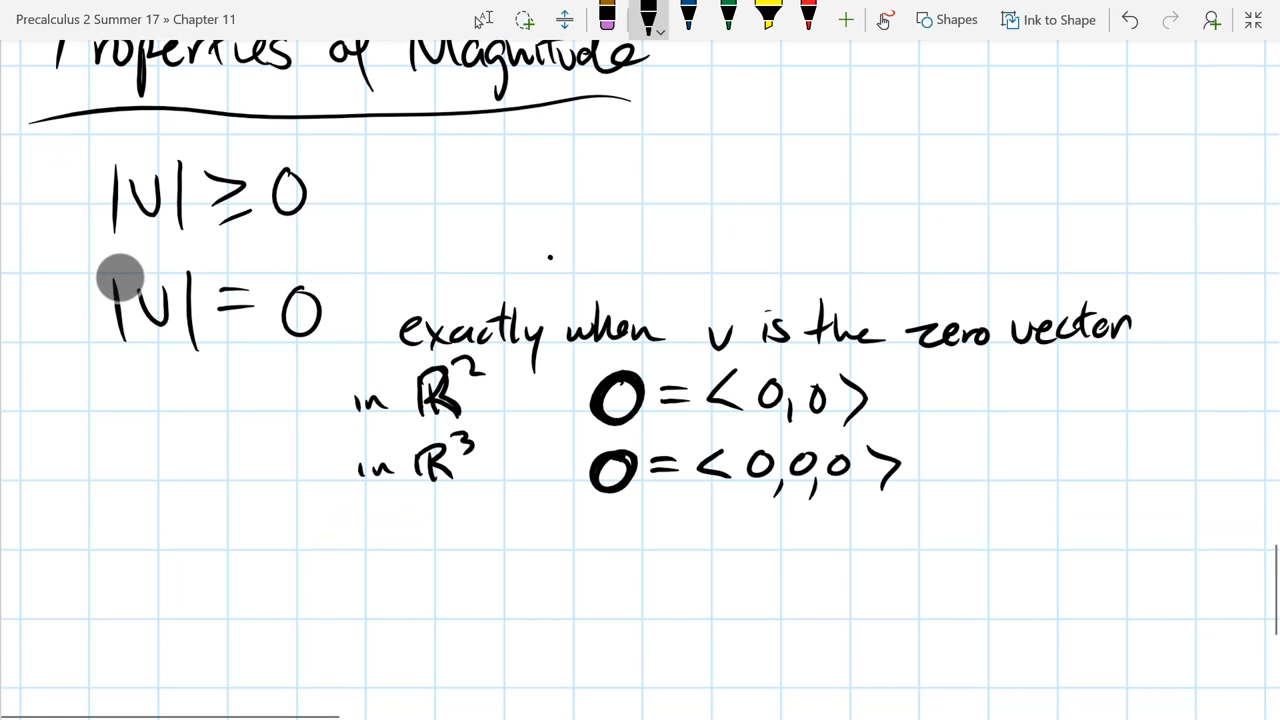 Precalculus 2 Summer 17 » Chapter 11
Shapes
Ink to Shape
Properties of Magnitude
|v| ≥ 0
|v| = 0 exactly when v is the zero vector
in ℝ² 0 = <0,0>
in ℝ³ 0 = <0,0,0>